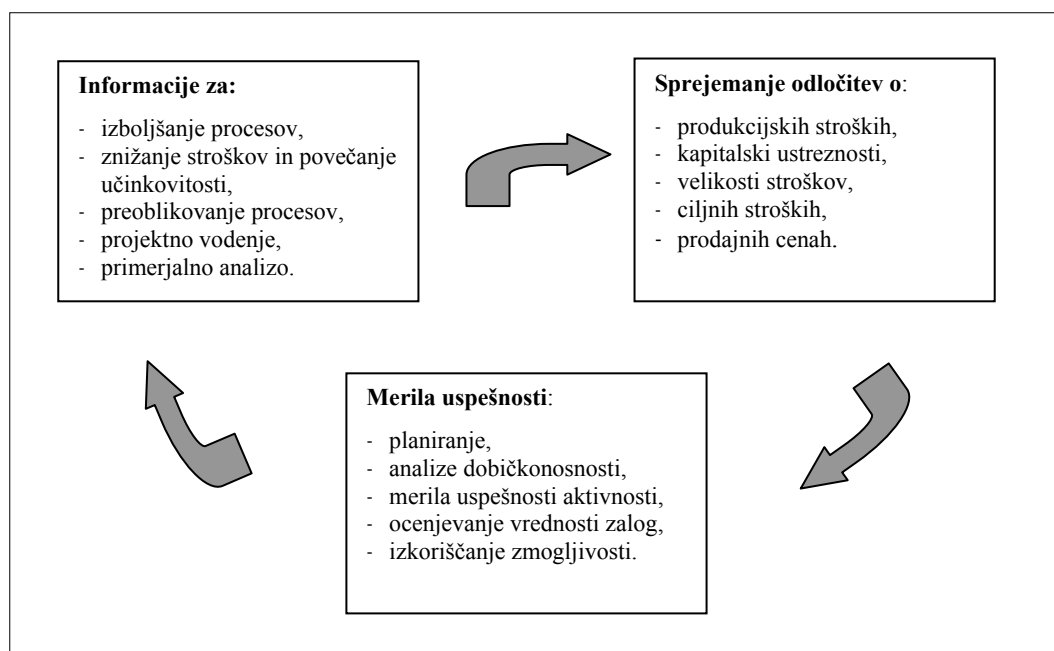 Informacije za:
- izboljšanje procesov,
- znižanje stroškov in povečanje
učinkovitosti,
- preoblikovanje procesov,
- projektno vodenje,
- primerjalno analizo.
Sprejemanje odločitev o:
- produkcijskih stroških,
- kapitalski ustreznosti,
- velikosti stroškov,
- ciljnih stroških,
- prodajnih cenah.
Merila uspešnosti:
- planiranje,
- analize dobičkonosnosti,
- merila uspešnosti aktivnosti,
- ocenjevanje vrednosti zalog,
- izkoriščanje zmogljivosti.